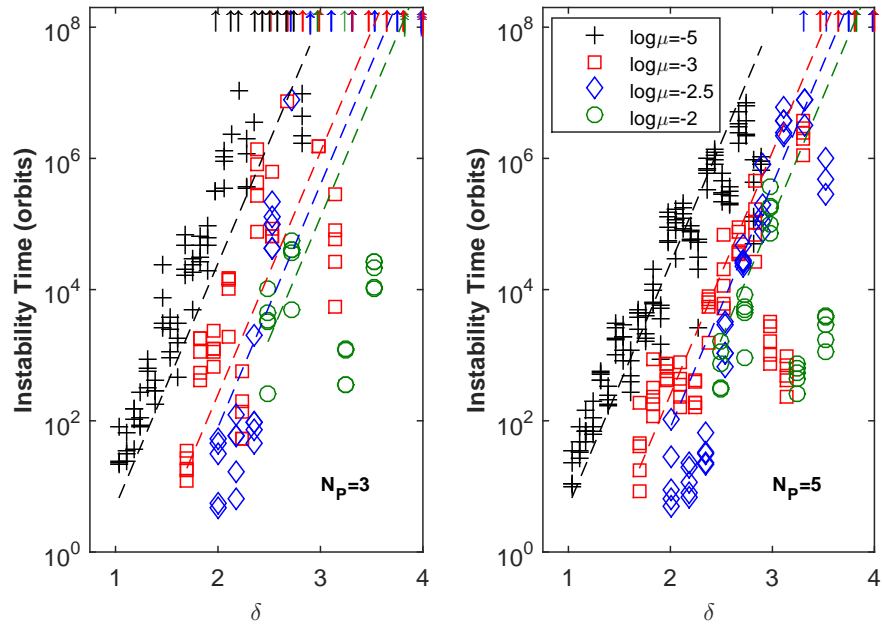 Instability Time (orbits)
10^8
10^6
10^4
10^2
10^0
1 2 3 4
δ
N_P=3
Instability Time (orbits)
10^8
10^6
10^4
10^2
10^0
1 2 3 4
δ
logμ=-5
logμ=-3
logμ=-2.5
logμ=-2
N_P=5